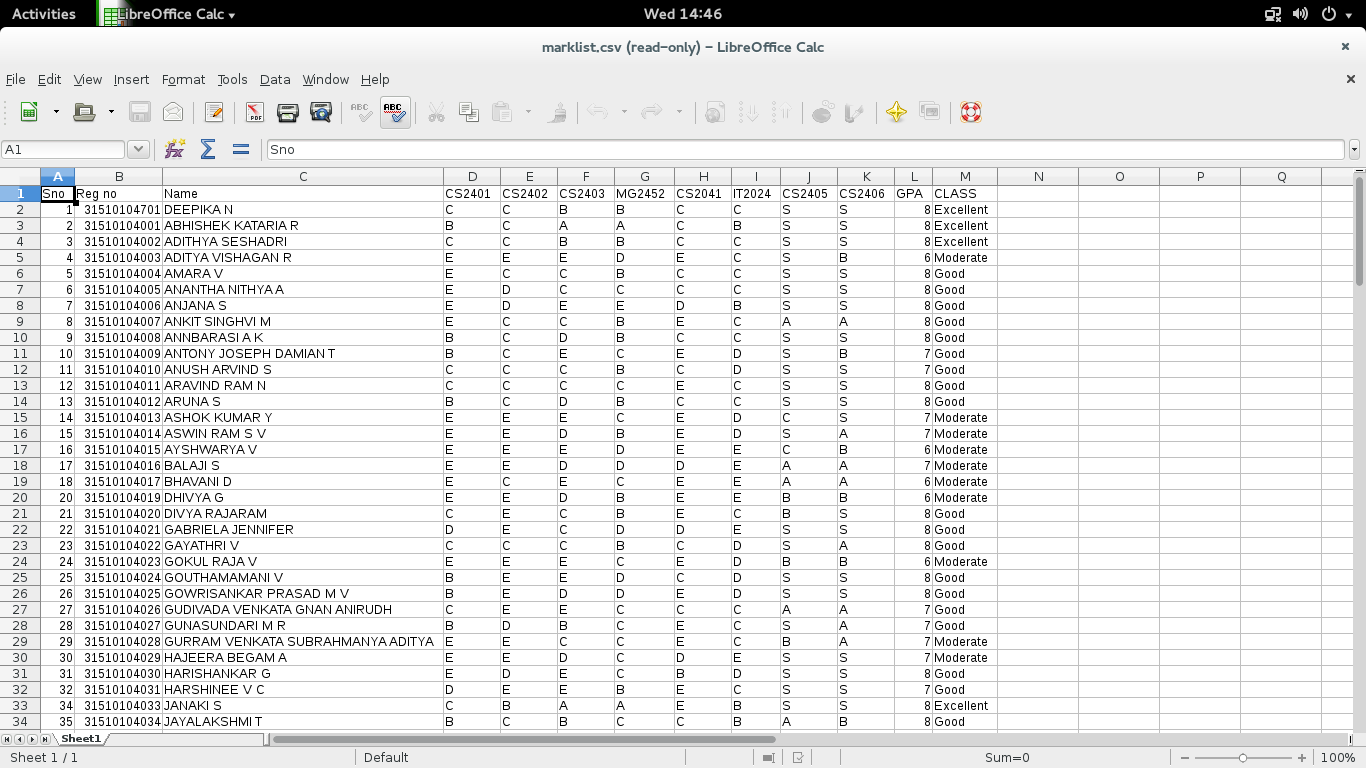 Activities LibreOffice Calc Wed 14:46
marklist.csv (read-only) - LibreOffice Calc
File Edit View Insert Format Tools Data Window Help
A1 Sno
A B C D E F G H I J K L M N O P Q
1 Sno Reg no Name CS2401 CS2402 CS2403 MG2452 CS2041 IT2024 CS2405 CS2406 GPA CLASS
2 1 31510104701 DEEPIKA N C C B B C C S S 8 Excellent
3 2 31510104001 ABHISHEK KATARIA R B C A A C B S S 8 Excellent
4 3 31510104002 ADITHYA SESHADRI C C B B C C S S 8 Excellent
5 4 31510104003 ADITYA VISHAGAN R E E E D E C S B 6 Moderate
6 5 31510104004 AMARA V E C C B C C S S 8 Good
7 6 31510104005 ANANTHA NITHYA A E D C C C C S S 8 Good
8 7 31510104006 ANJANA S E D E E D B S S 8 Good
9 8 31510104007 ANKIT SINGHVI M E C C B E C A A 8 Good
10 9 31510104008 ANNBARASI A K B C D B C C S S 8 Good
11 10 31510104009 ANTONY JOSEPH DAMIAN T B C E C E D S B 7 Good
12 11 31510104010 ANUSH ARVIND S C C C B C D S S 7 Good
13 12 31510104011 ARAVIND RAM N C C C C E C S S 8 Good
14 13 31510104012 ARUNA S B C D B C C S S 8 Good
15 14 31510104013 ASHOK KUMAR Y E E E C E D C S 7 Moderate
16 15 31510104014 ASWIN RAM S V E E D B E D S A 7 Moderate
17 16 31510104015 AYSHWARYA V E E E D E E C B 6 Moderate
18 17 31510104016 BALAJI S E E D D D E A A 7 Moderate
19 18 31510104017 BHAVANI D E C E C E E A A 6 Moderate
20 20 31510104019 DHIVYA G E E D B E E B B 6 Moderate
21 21 31510104020 DIVYA RAJARAM C E C B E C B S 8 Good
22 22 31510104021 GABRIELA JENNIFER D E C D D E S S 8 Good
23 23 31510104022 GAYATHRI V C C C B C D S A 8 Good
24 24 31510104023 GOKUL RAJA V E E E C E D B B 6 Moderate
25 25 31510104024 GOUTHAMAMANI V B E E D C D S S 8 Good
26 26 31510104025 GOWRISANKAR PRASAD M V B E D D E D S S 8 Good
27 27 31510104026 GUDIVADA VENKATA GNAN ANIRUDH C E E C C C A A 7 Good
28 28 31510104027 GUNASUNDARI M R B D B C E C S A 7 Good
29 29 31510104028 GURRAM VENKATA SUBRAHMANYA ADITYA E E C C E C B A 7 Moderate
30 30 31510104029 HAJEERA BEGAM A E E D C D E S S 7 Moderate
31 31 31510104030 HARISHANKAR G E D E C B D S S 8 Good
32 32 31510104031 HARSHINEE V C D E E B E C S S 7 Good
33 34 31510104033 JANAKI S C B A A E B S S 8 Excellent
34 35 31510104034 JAYALAKSHMI T B C B C C B A B 8 Good
Sheet1
Sheet 1 / 1 Default Sum=0 100%